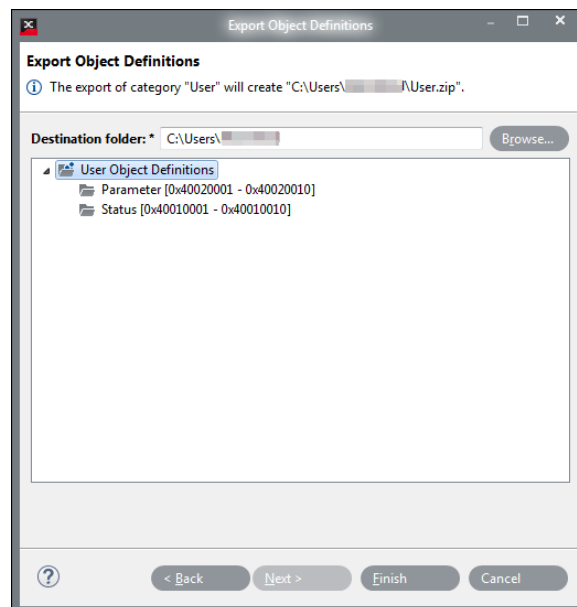 Export Object Definitions
Export Object Definitions
The export of category "User" will create "C:\Users\ \User.zip".
Destination folder: * C:\Users\
Browse...
User Object Definitions
Parameter [0x40020001 - 0x40020010]
Status [0x40010001 - 0x40010010]
< Back Next > Finish Cancel